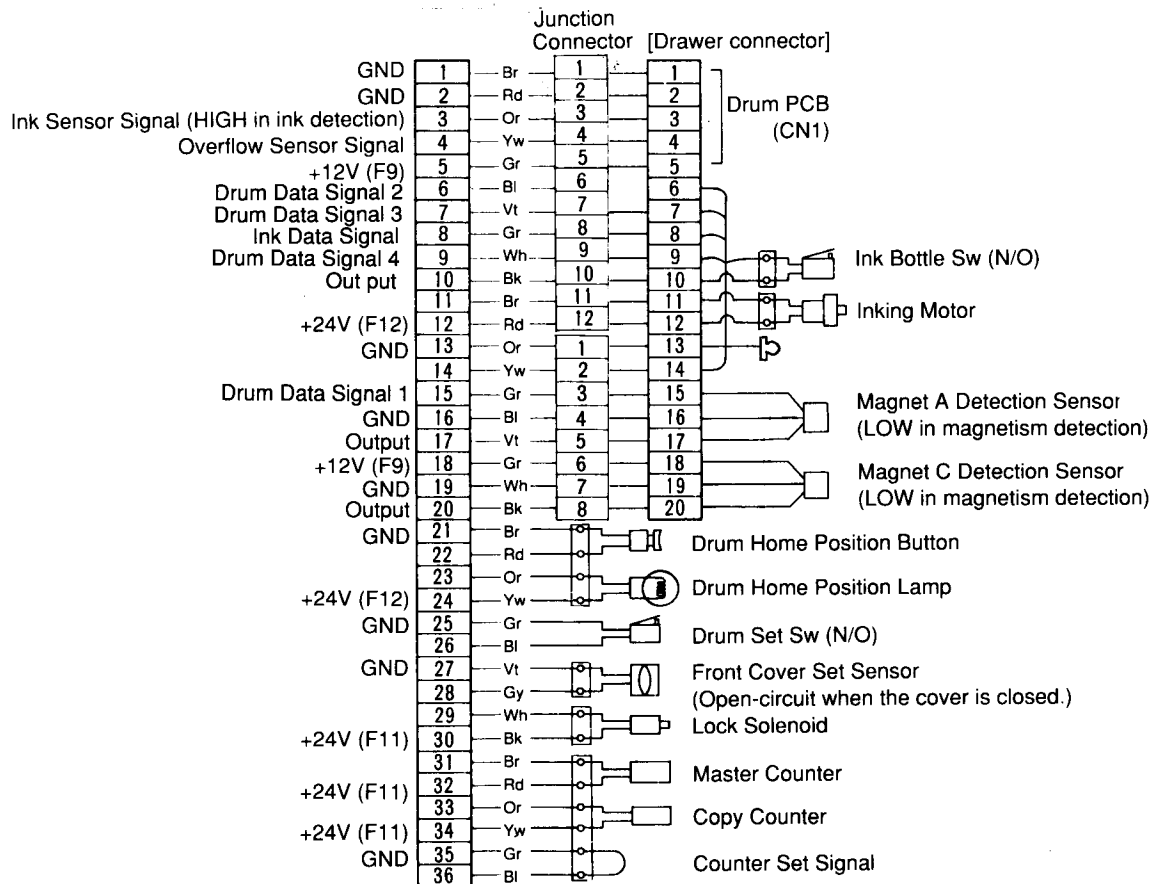 Junction
Connector [Drawer connector]
GND 1 Br 1 1
GND 2 Rd 2 2
Ink Sensor Signal (HIGH in ink detection) 3 Or 3 3
Overflow Sensor Signal 4 Yw 4 4
+12V (F9) 5 Gr 5 5
Drum PCB
(CN1)
Drum Data Signal 2 6 Bl 6 6
Drum Data Signal 3 7 Vt 7 7
Ink Data Signal 8 Gr 8 8
Drum Data Signal 4 9 Wh 9 9 Ink Bottle Sw (N/O)
Out put 10 Bk 10 10
11 Br 11 11 Inking Motor
+24V (F12) 12 Rd 12 12
GND 13 Or 1 13
14 Yw 2 14
Drum Data Signal 1 15 Gr 3 15
GND 16 Bl 4 16
Output 17 Vt 5 17
Magnet A Detection Sensor
(LOW in magnetism detection)
+12V (F9) 18 Gr 6 18
GND 19 Wh 7 19
Output 20 Bk 8 20
Magnet C Detection Sensor
(LOW in magnetism detection)
GND 21 Br
22 Rd
Drum Home Position Button
23 Or
+24V (F12) 24 Yw
Drum Home Position Lamp
GND 25 Gr
26 Bl
Drum Set Sw (N/O)
GND 27 Vt
28 Gy
Front Cover Set Sensor
(Open-circuit when the cover is closed.)
29 Wh
+24V (F11) 30 Bk
Lock Solenoid
31 Br
+24V (F11) 32 Rd
Master Counter
33 Or
+24V (F11) 34 Yw
Copy Counter
GND 35 Gr
36 Bl
Counter Set Signal